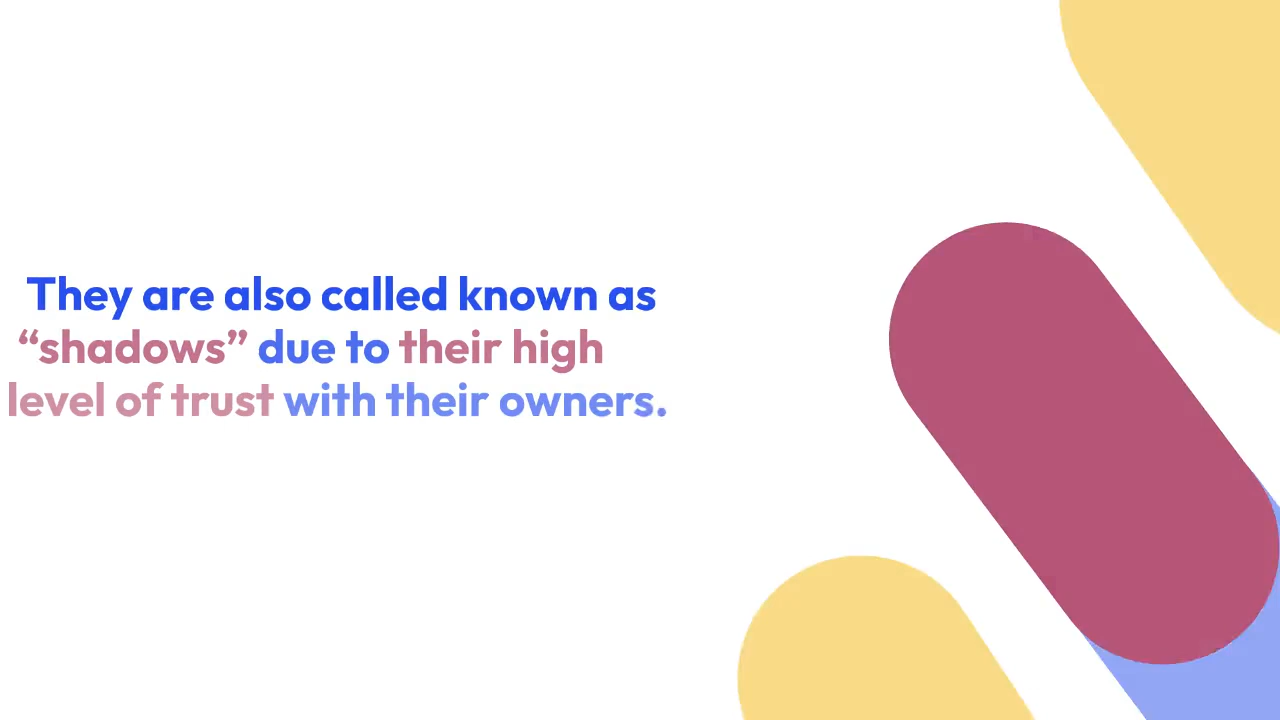 They are also called known as
“shadows” due to their high
level of trust with their owners.